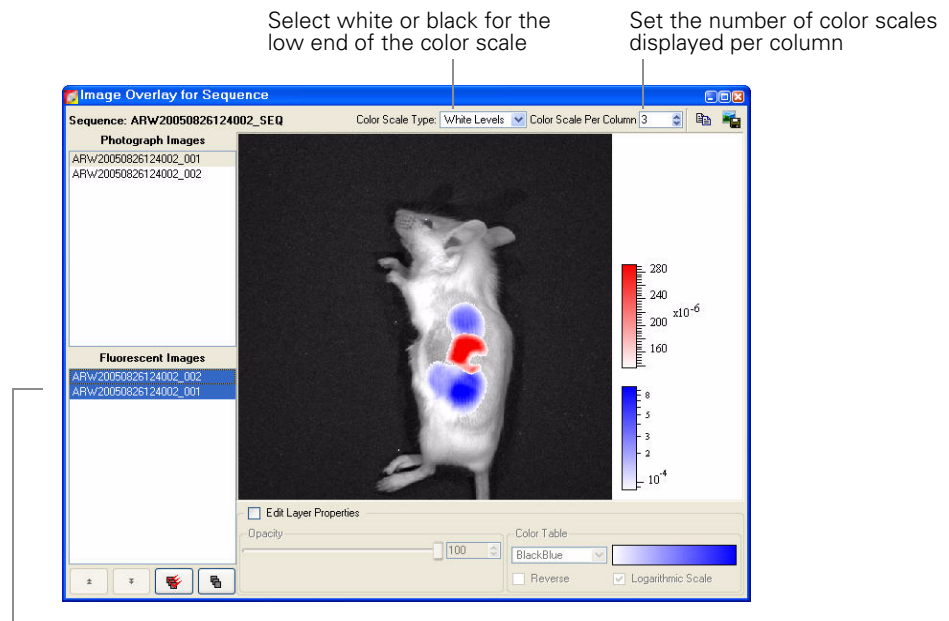 Select white or black for the
low end of the color scale
Set the number of color scales
displayed per column
Image Overlay for Sequence
Sequence: ARW20050826124002_SEQ
Color Scale Type: White Levels
Color Scale Per Column 3
Photograph Images
ARW20050826124002_001
ARW20050826124002_002
280
240
200
160
x10-6
Fluorescent Images
ARW20050826124002_002
ARW20050826124002_001
8
5
3
2
10-4
Edit Layer Properties
Opacity
100
Color Table
BlackBlue
Reverse
Logarithmic Scale